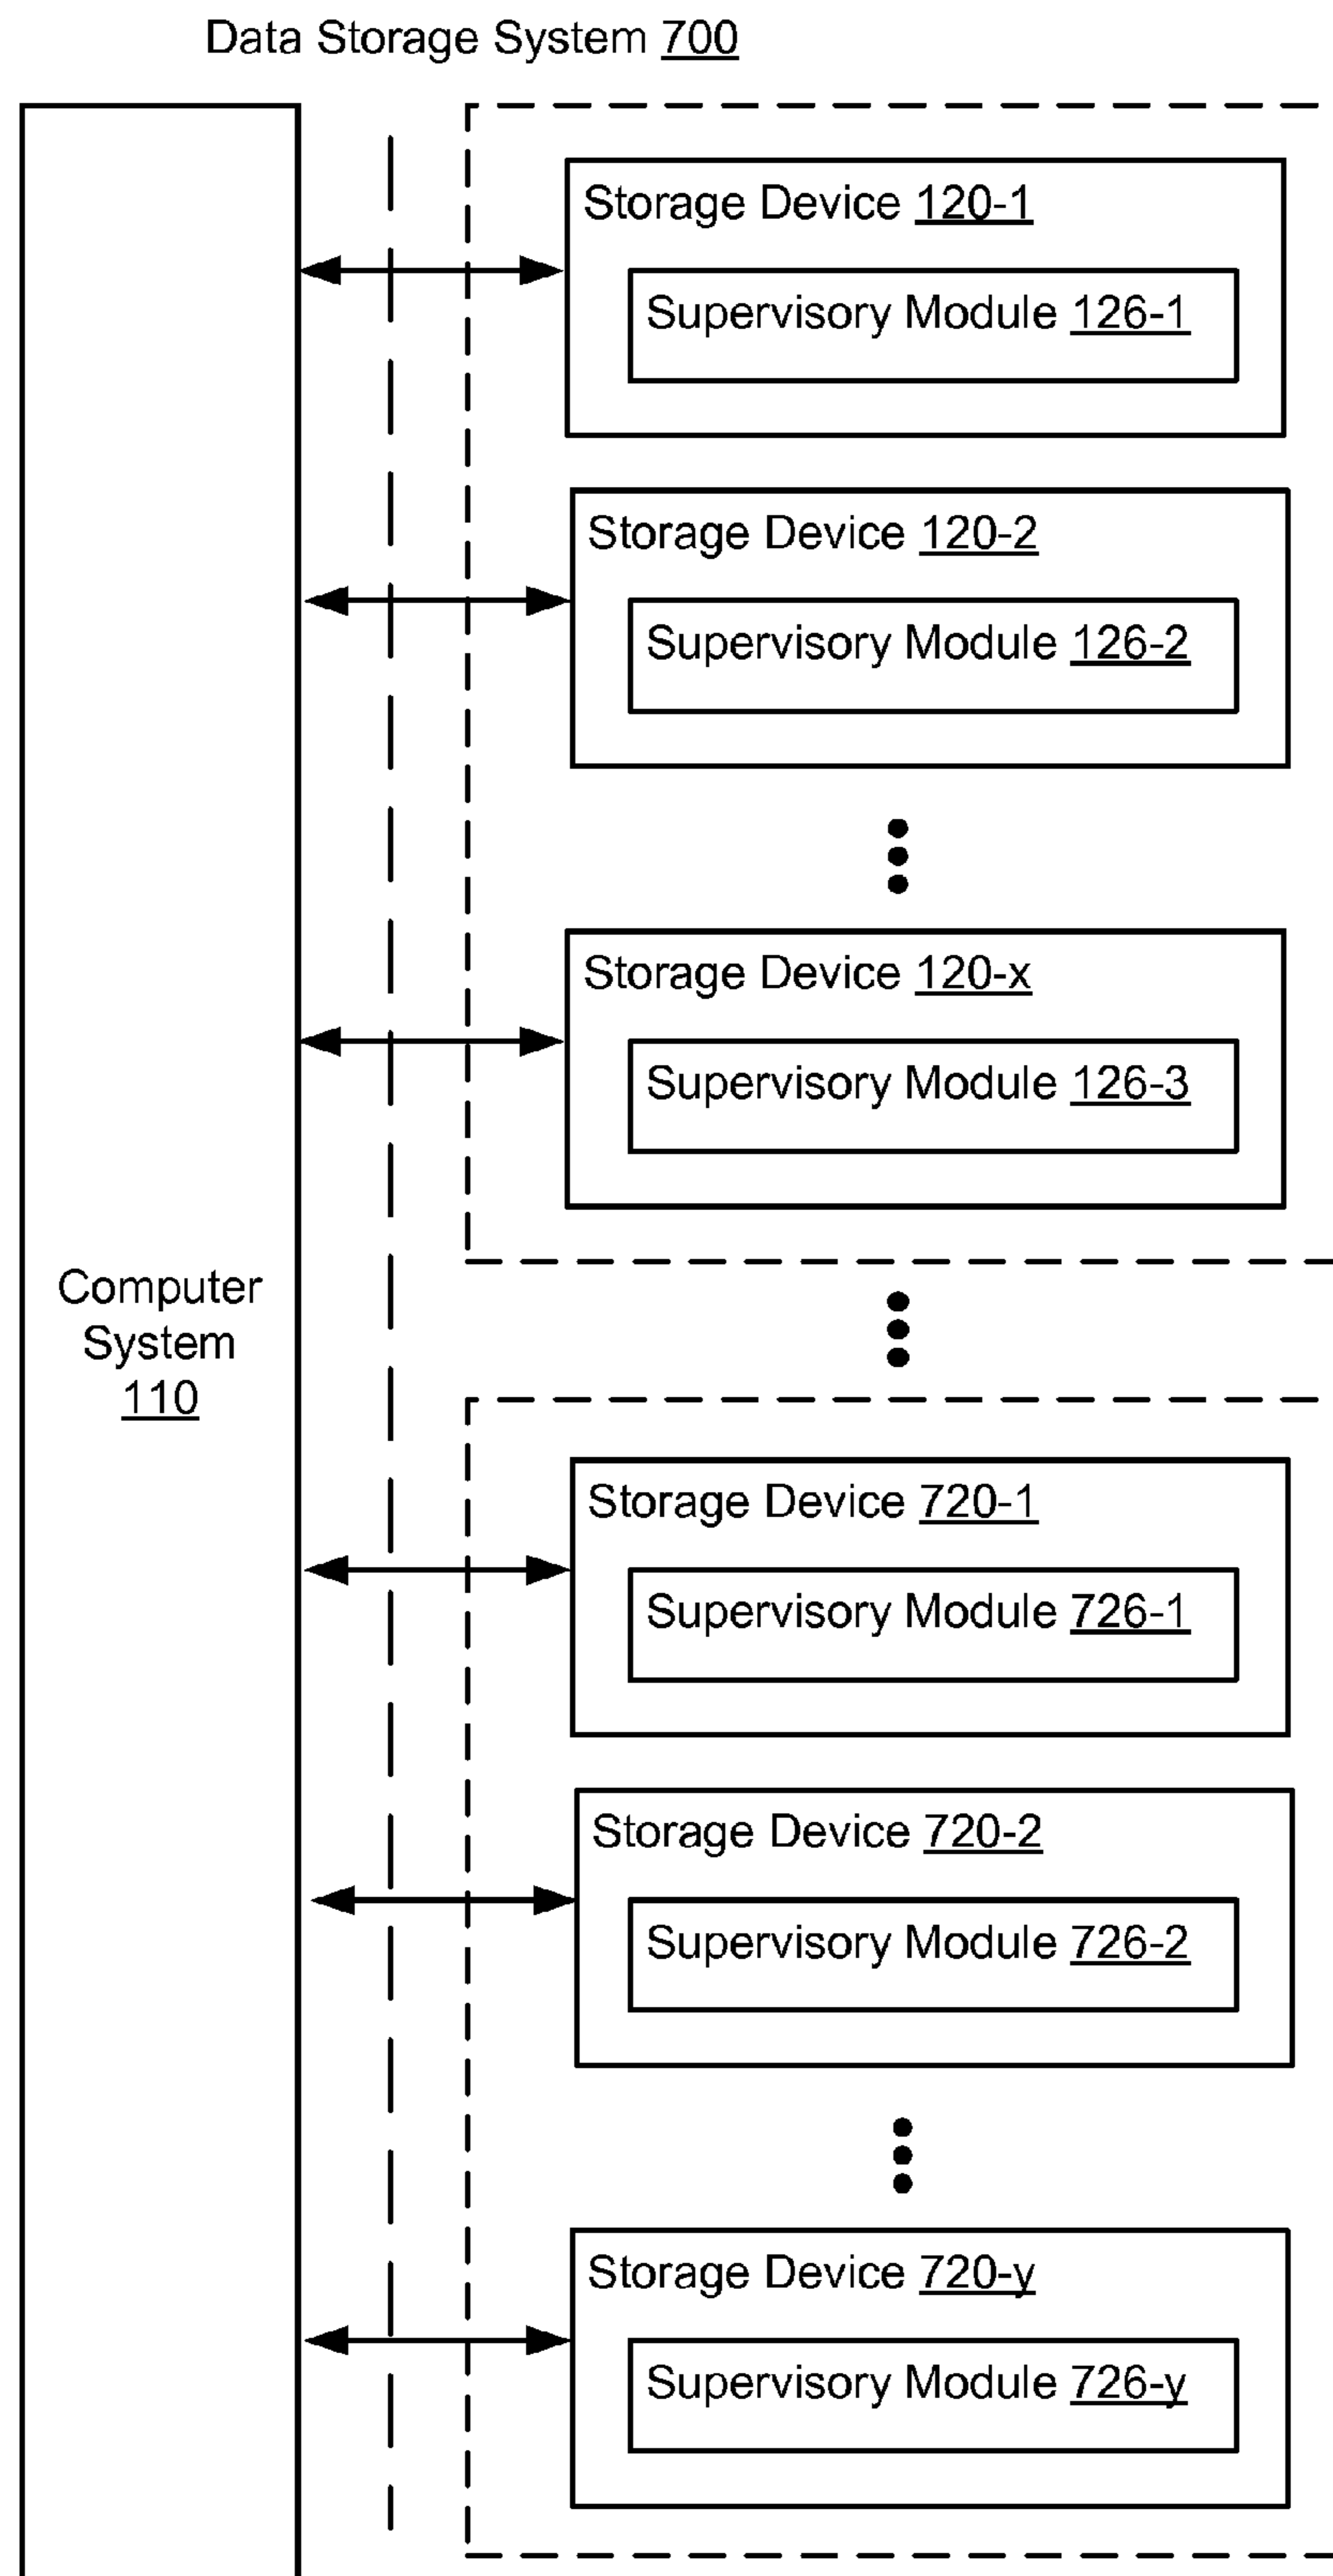 Data Storage System 700
Storage Device 120-1
Supervisory Module 126-1
Storage Device 120-2
Supervisory Module 126-2
Storage Device 120-x
Supervisory Module 126-3
Computer
System
110
Storage Device 720-1
Supervisory Module 726-1
Storage Device 720-2
Supervisory Module 726-2
Storage Device 720-y
Supervisory Module 726-y